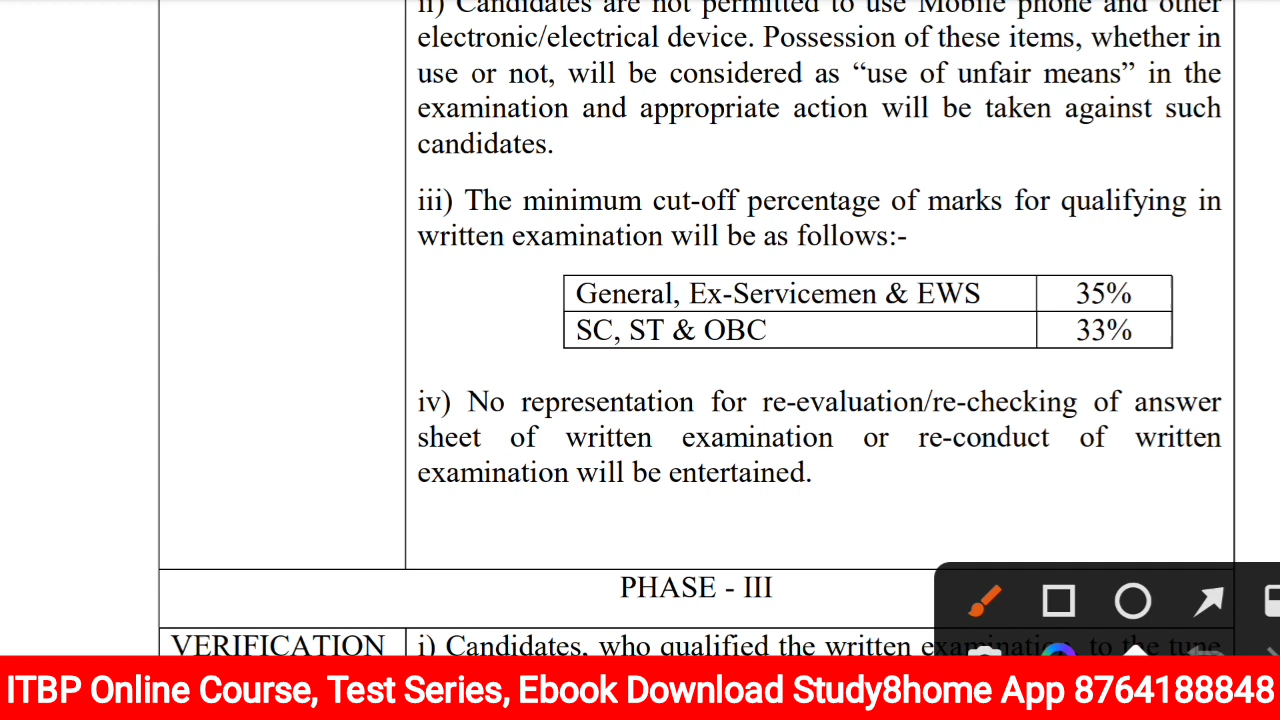 ii) Candidates are not permitted to use Mobile phone and other
electronic/electrical device. Possession of these items, whether in
use or not, will be considered as “use of unfair means” in the
examination and appropriate action will be taken against such
candidates.
iii) The minimum cut-off percentage of marks for qualifying in
written examination will be as follows:-
General, Ex-Servicemen & EWS 35%
SC, ST & OBC 33%
iv) No representation for re-evaluation/re-checking of answer
sheet of written examination or re-conduct of written
examination will be entertained.
PHASE - III
VERIFICATION i) Candidates, who qualified the written examination, to the tune
ITBP Online Course, Test Series, Ebook Download Study8home App 8764188848